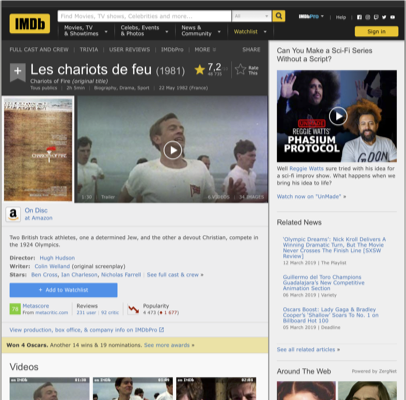 IMDb
Find Movies, TV shows, Celebrities and more...
All
Movies, TV & Showtimes
Celebs, Events & Photos
News & Community
Watchlist
IMDbPro
Help
Sign in
FULL CAST AND CREW | TRIVIA | USER REVIEWS | IMDbPro | MORE
SHARE
Les chariots de feu (1981)
Chariots of Fire (original title)
Tous publics | 2h 5min | Biography, Drama, Sport | 22 May 1982 (France)
7,2
Rate This
1:30 Trailer
On Disc
at Amazon
Two British track athletes, one a determined Jew, and the other a devout Christian, compete in the 1924 Olympics.
Director: Hugh Hudson
Writer: Colin Welland (original screenplay)
Stars: Ben Cross, Ian Charleson, Nicholas Farrell | See full cast & crew »
+ Add to Watchlist
Metascore
From metacritic.com
Reviews
231 user | 92 critic
Popularity
View production, box office, & company info on IMDbPro
Won 4 Oscars. Another 14 wins & 19 nominations. See more awards »
Videos
Can You Make a Sci-Fi Series Without a Script?
REGGIE WATTS'
PHASIUM
PROTOCOL
Well Reggie Watts sure tried with his idea for a sci-fi improv show. What happens when we bring his idea to life?
Watch now on "UnMade" »
Related News
'Olympic Dreams': Nick Kroll Delivers A Winning Dramatic Turn, But The Movie Never Crosses The Finish Line [SXSW Review]
12 March 2019 | The Playlist
Guillermo del Toro Champions Guadalajara's New Competitive Animation Section
06 March 2019 | Variety
Oscars Boost: Lady Gaga & Bradley Cooper's 'Shallow' Soars To No. 1 on Billboard Hot 100
05 March 2019 | Deadline
See all related articles »
Around The Web | Powered by ZergNet